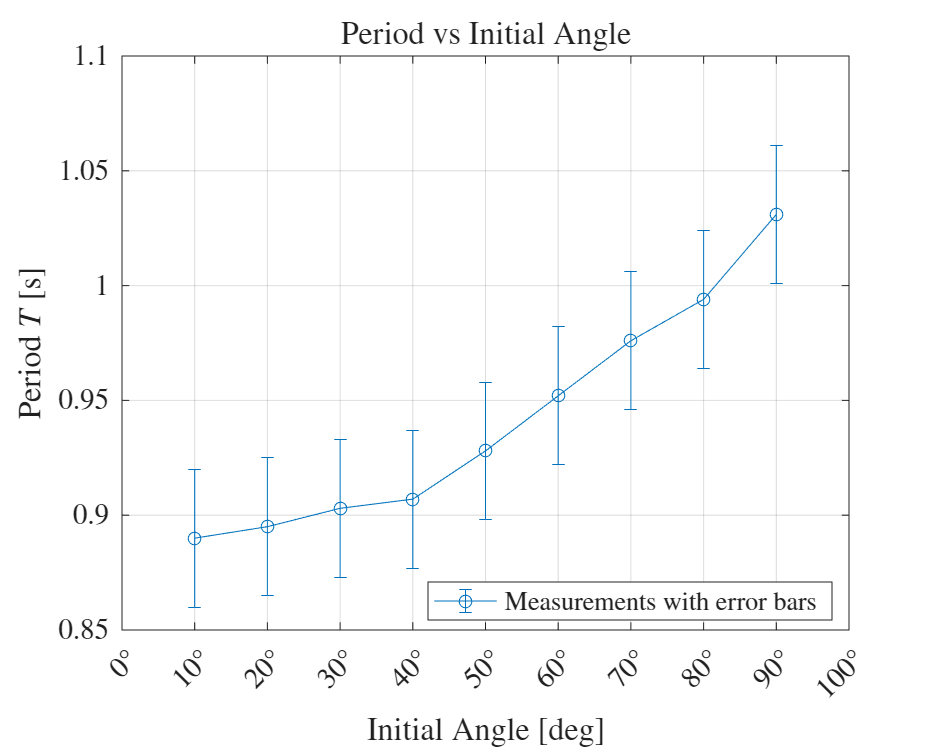 Period vs Initial Angle
1.1
1.05
1
0.95
0.9
0.85
Period T [s]
Measurements with error bars
0° 10° 20° 30° 40° 50° 60° 70° 80° 90° 100°
Initial Angle [deg]